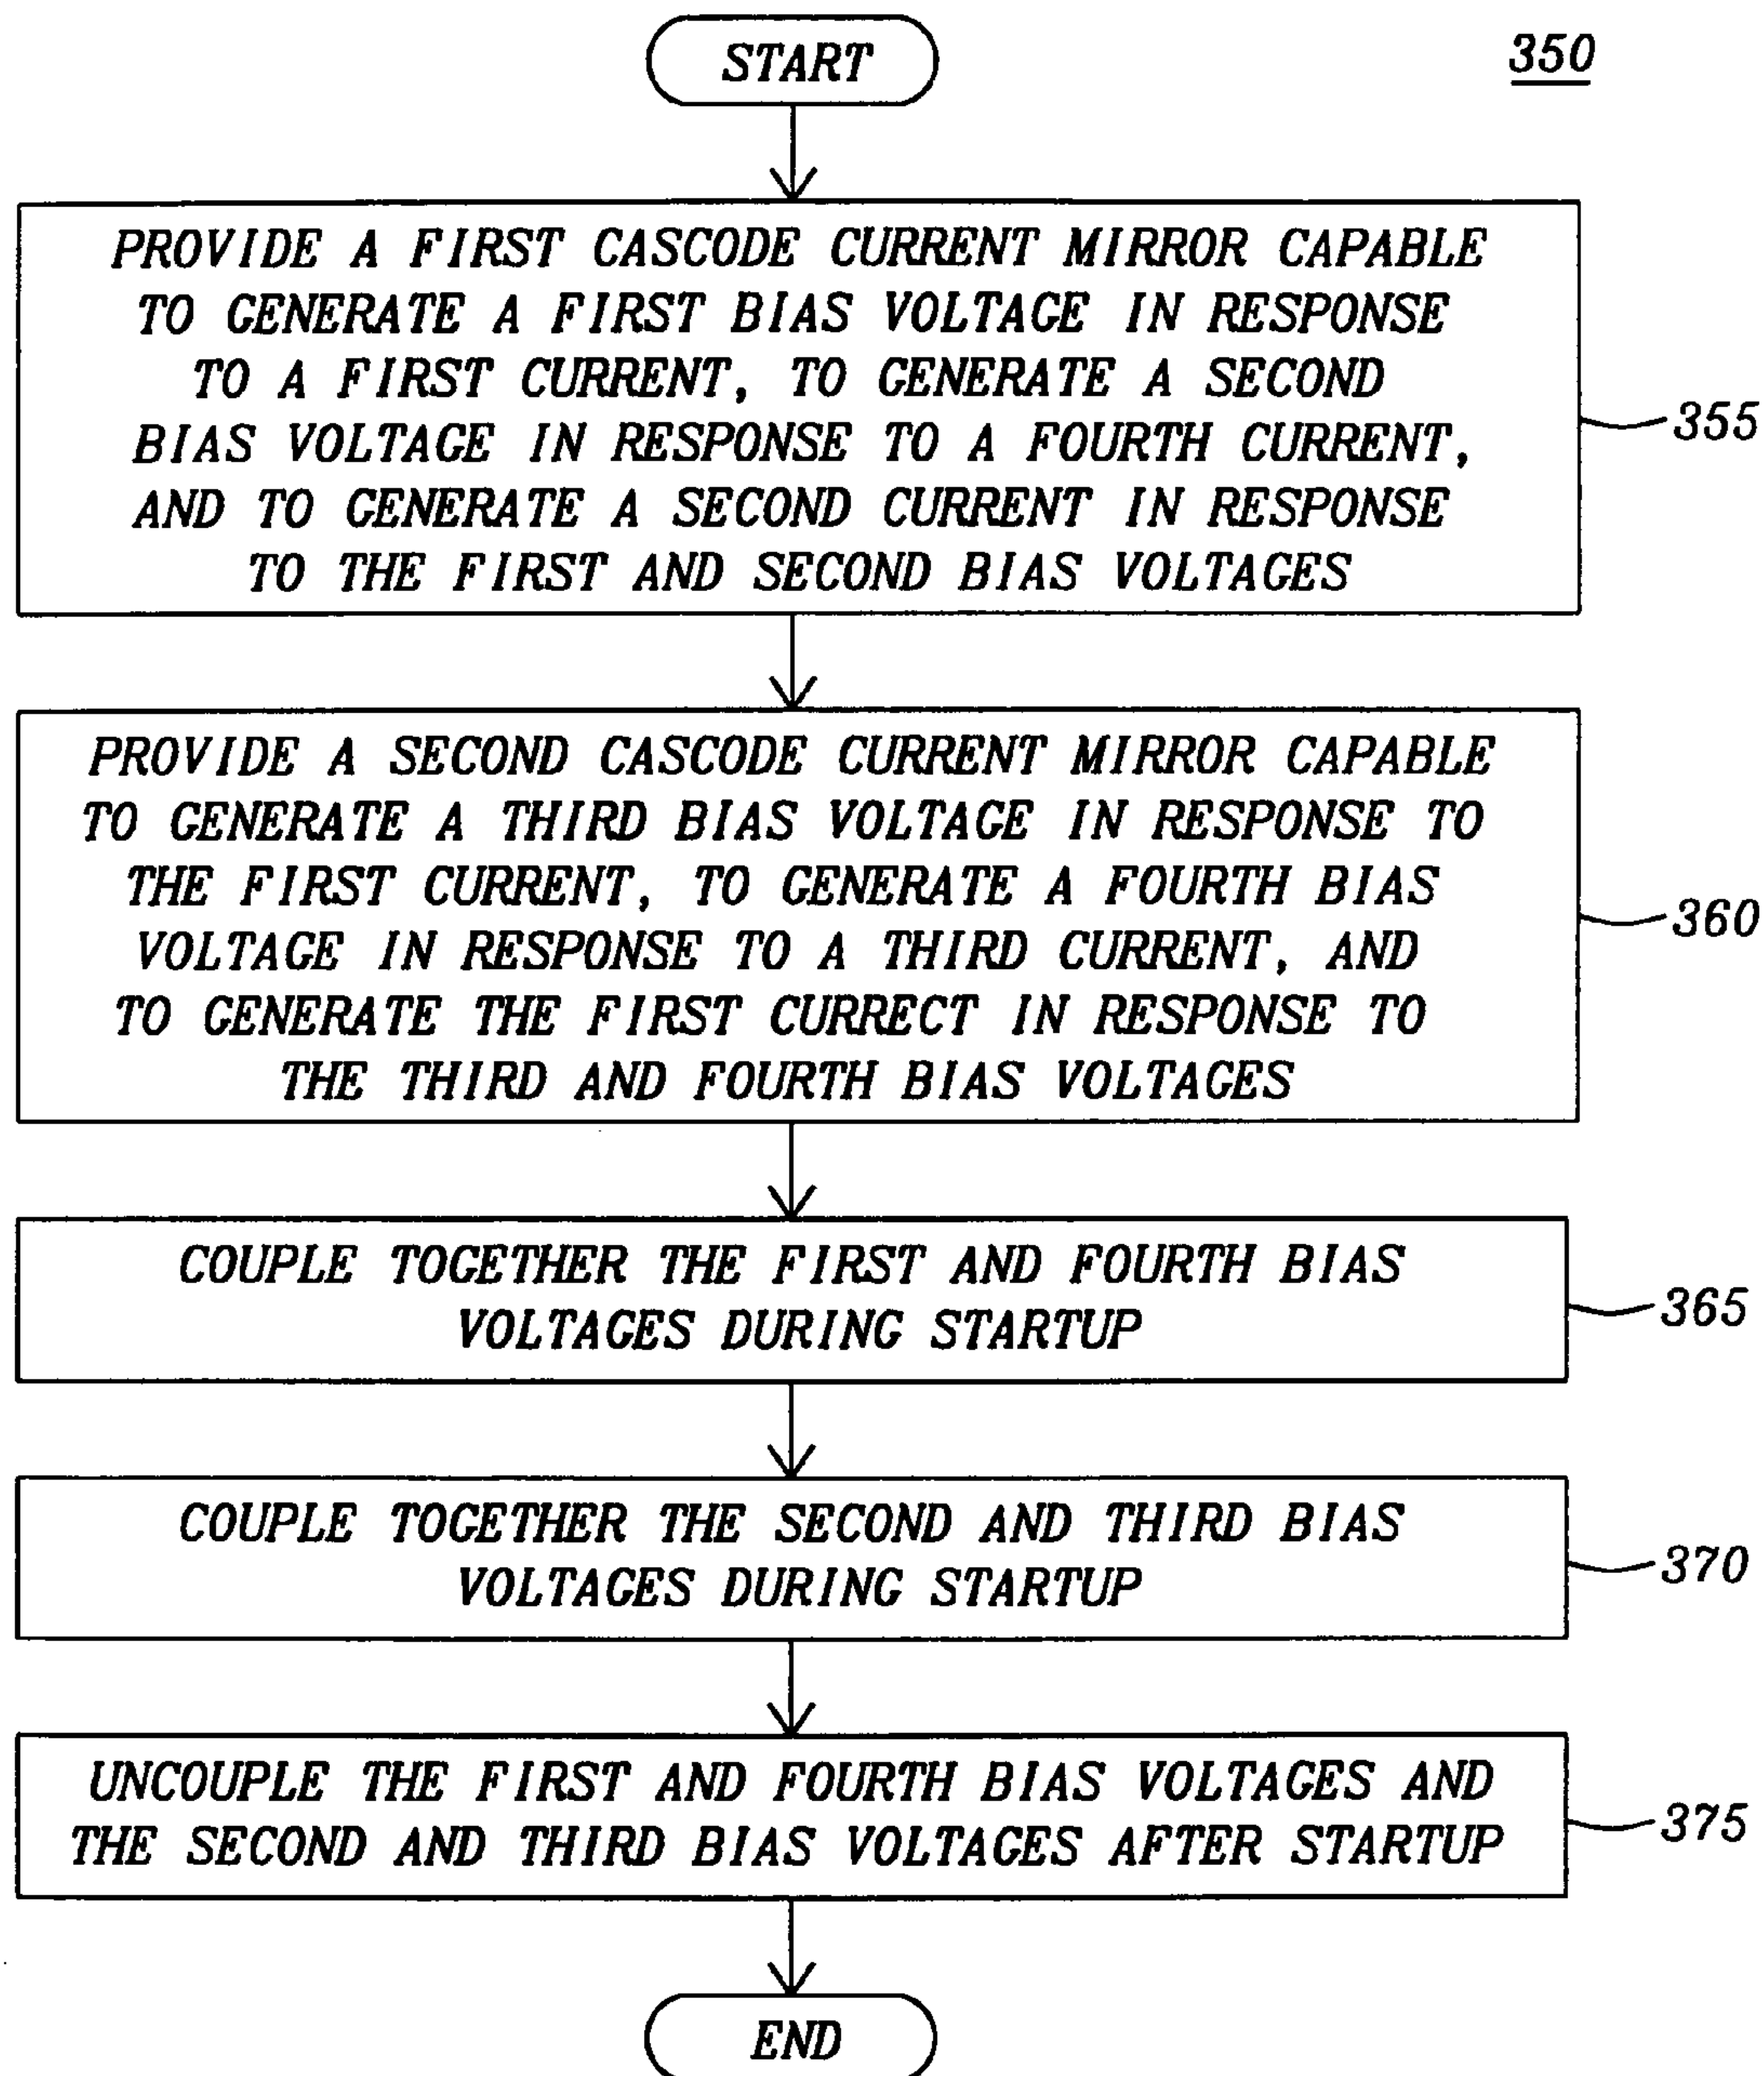 START
350
PROVIDE A FIRST CASCODE CURRENT MIRROR CAPABLE
TO GENERATE A FIRST BIAS VOLTAGE IN RESPONSE
TO A FIRST CURRENT, TO GENERATE A SECOND
BIAS VOLTAGE IN RESPONSE TO A FOURTH CURRENT,
AND TO GENERATE A SECOND CURRENT IN RESPONSE
TO THE FIRST AND SECOND BIAS VOLTAGES
355
PROVIDE A SECOND CASCODE CURRENT MIRROR CAPABLE
TO GENERATE A THIRD BIAS VOLTAGE IN RESPONSE TO
THE FIRST CURRENT, TO GENERATE A FOURTH BIAS
VOLTAGE IN RESPONSE TO A THIRD CURRENT, AND
TO GENERATE THE FIRST CURRECT IN RESPONSE TO
THE THIRD AND FOURTH BIAS VOLTAGES
360
COUPLE TOGETHER THE FIRST AND FOURTH BIAS
VOLTAGES DURING STARTUP
365
COUPLE TOGETHER THE SECOND AND THIRD BIAS
VOLTAGES DURING STARTUP
370
UNCOUPLE THE FIRST AND FOURTH BIAS VOLTAGES AND
THE SECOND AND THIRD BIAS VOLTAGES AFTER STARTUP
375
END